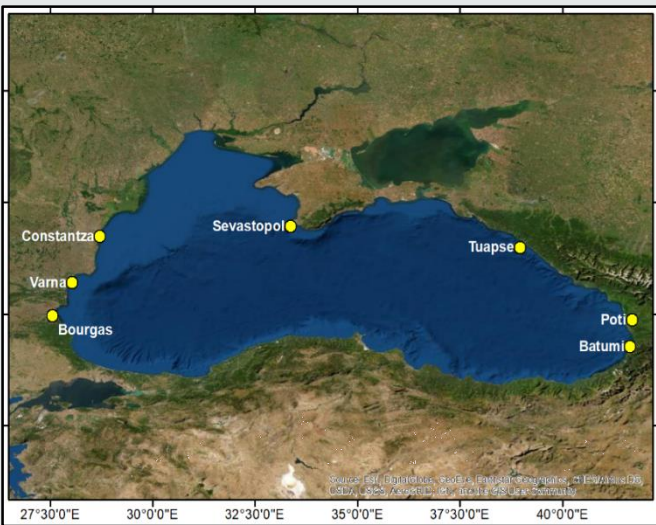 Constantza
Sevastopol
Tuapse
Varna
Bourgas
Poti
Batumi
27°30'0"E 30°0'0"E 32°30'0"E 35°0'0"E 37°30'0"E 40°0'0"E